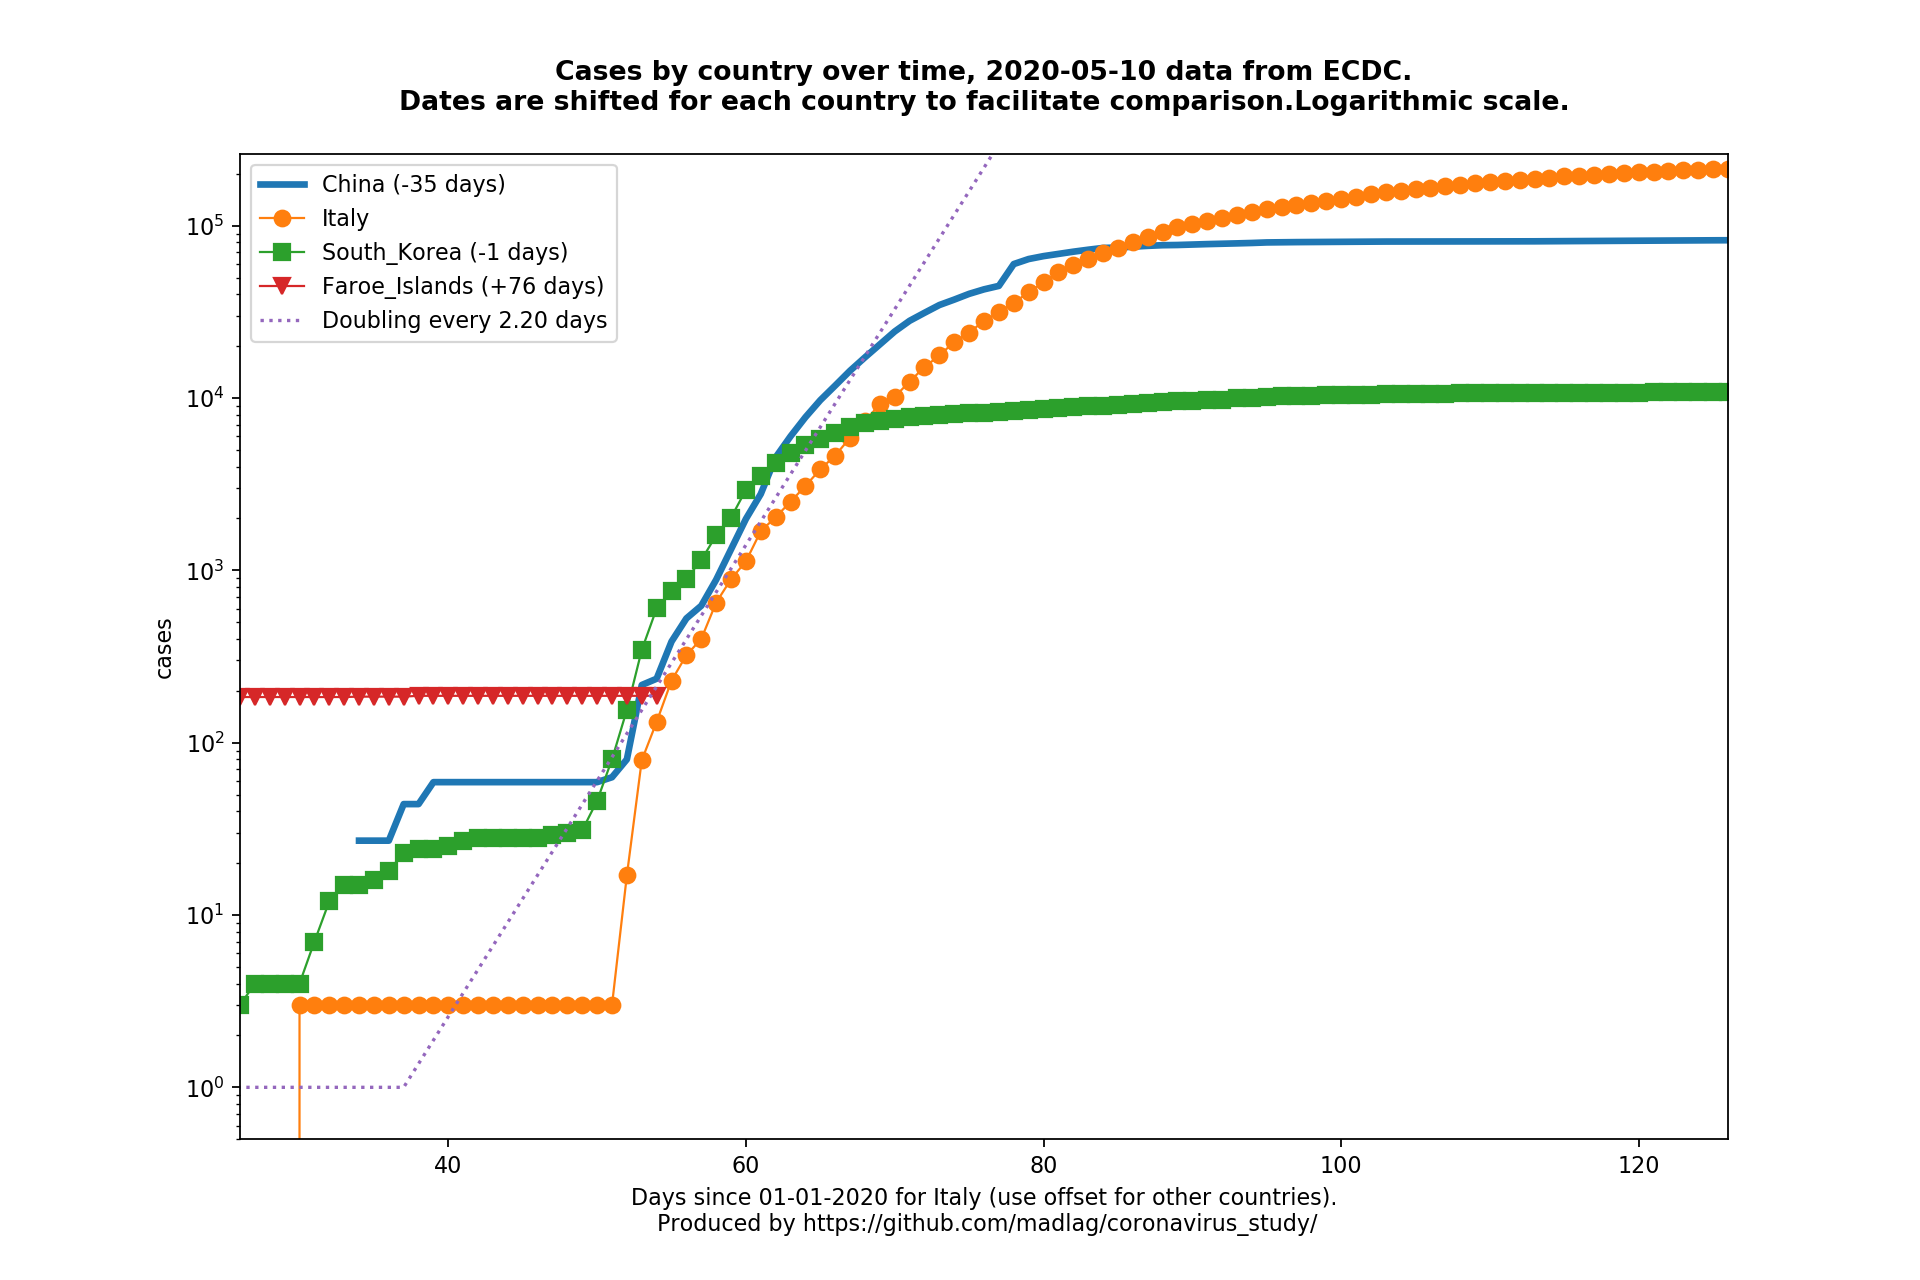 Cases by country over time, 2020-05-10 data from ECDC.
Dates are shifted for each country to facilitate comparison.Logarithmic scale.
China (-35 days)
Italy
South_Korea (-1 days)
Faroe_Islands (+76 days)
Doubling every 2.20 days
10^5
10^4
10^3
10^2
10^1
10^0
cases
40 60 80 100 120
Days since 01-01-2020 for Italy (use offset for other countries).
Produced by https://github.com/madlag/coronavirus_study/